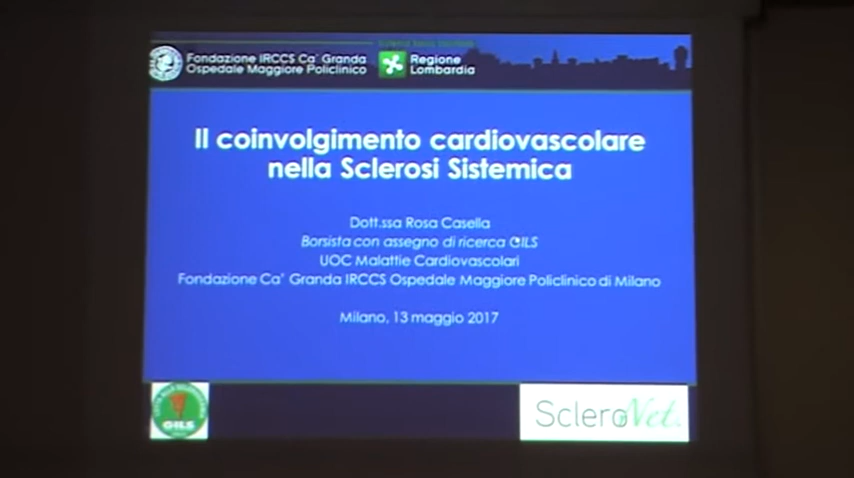 Fondazione IRCCS Ca' Granda
Ospedale Maggiore Policlinico
Regione
Lombardia
Il coinvolgimento cardiovascolare
nella Sclerosi Sistemica
Dott.ssa Rosa Casella
Borsista con assegno di ricerca GILS
UOC Malattie Cardiovascolari
Fondazione Ca' Granda IRCCS Ospedale Maggiore Policlinico di Milano
Milano, 13 maggio 2017
GILS
ScleroNet